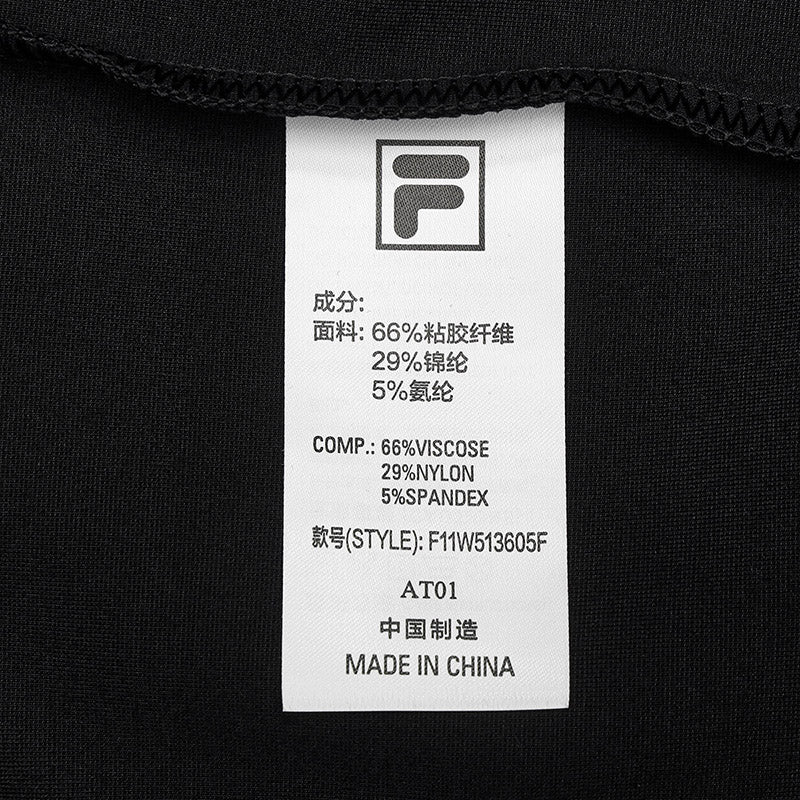 F
成分:
面料: 66%粘胶纤维
29%锦纶
5%氨纶
COMP.: 66%VISCOSE
29%NYLON
5%SPANDEX
款号(STYLE): F11W513605F
AT01
中国制造
MADE IN CHINA